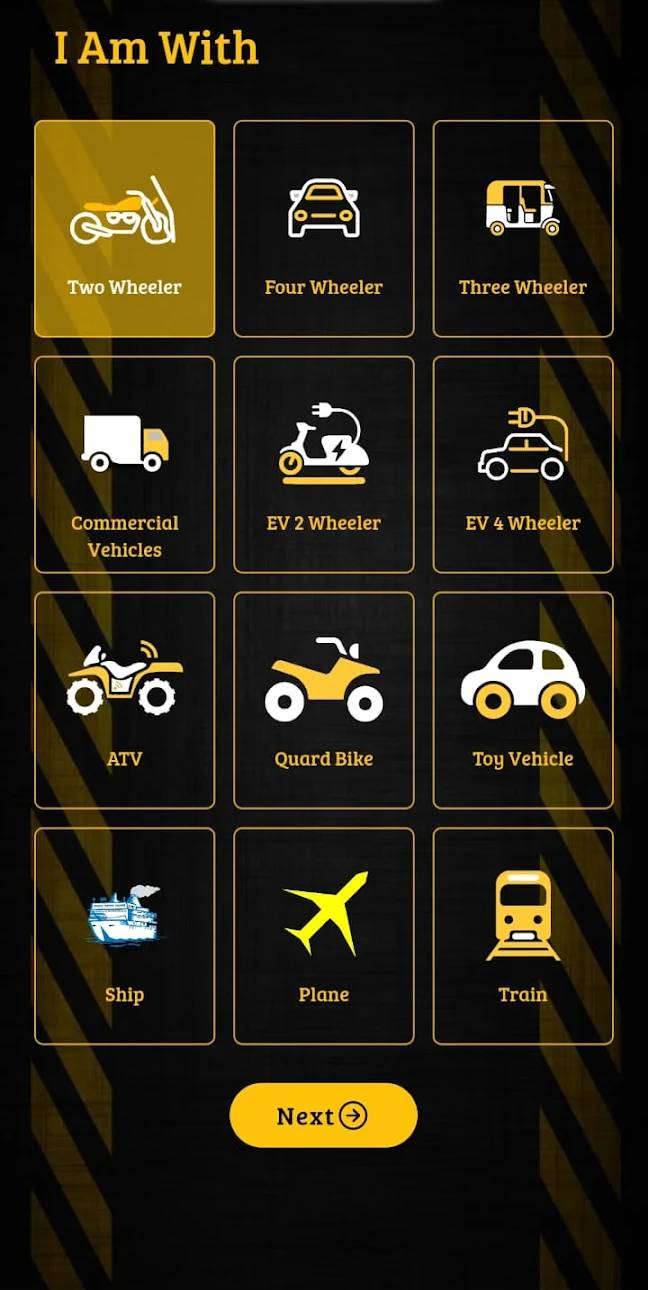 I Am With
Two Wheeler
Four Wheeler
Three Wheeler
Commercial
Vehicles
EV 2 Wheeler
EV 4 Wheeler
ATV
Quard Bike
Toy Vehicle
Ship
Plane
Train
Next